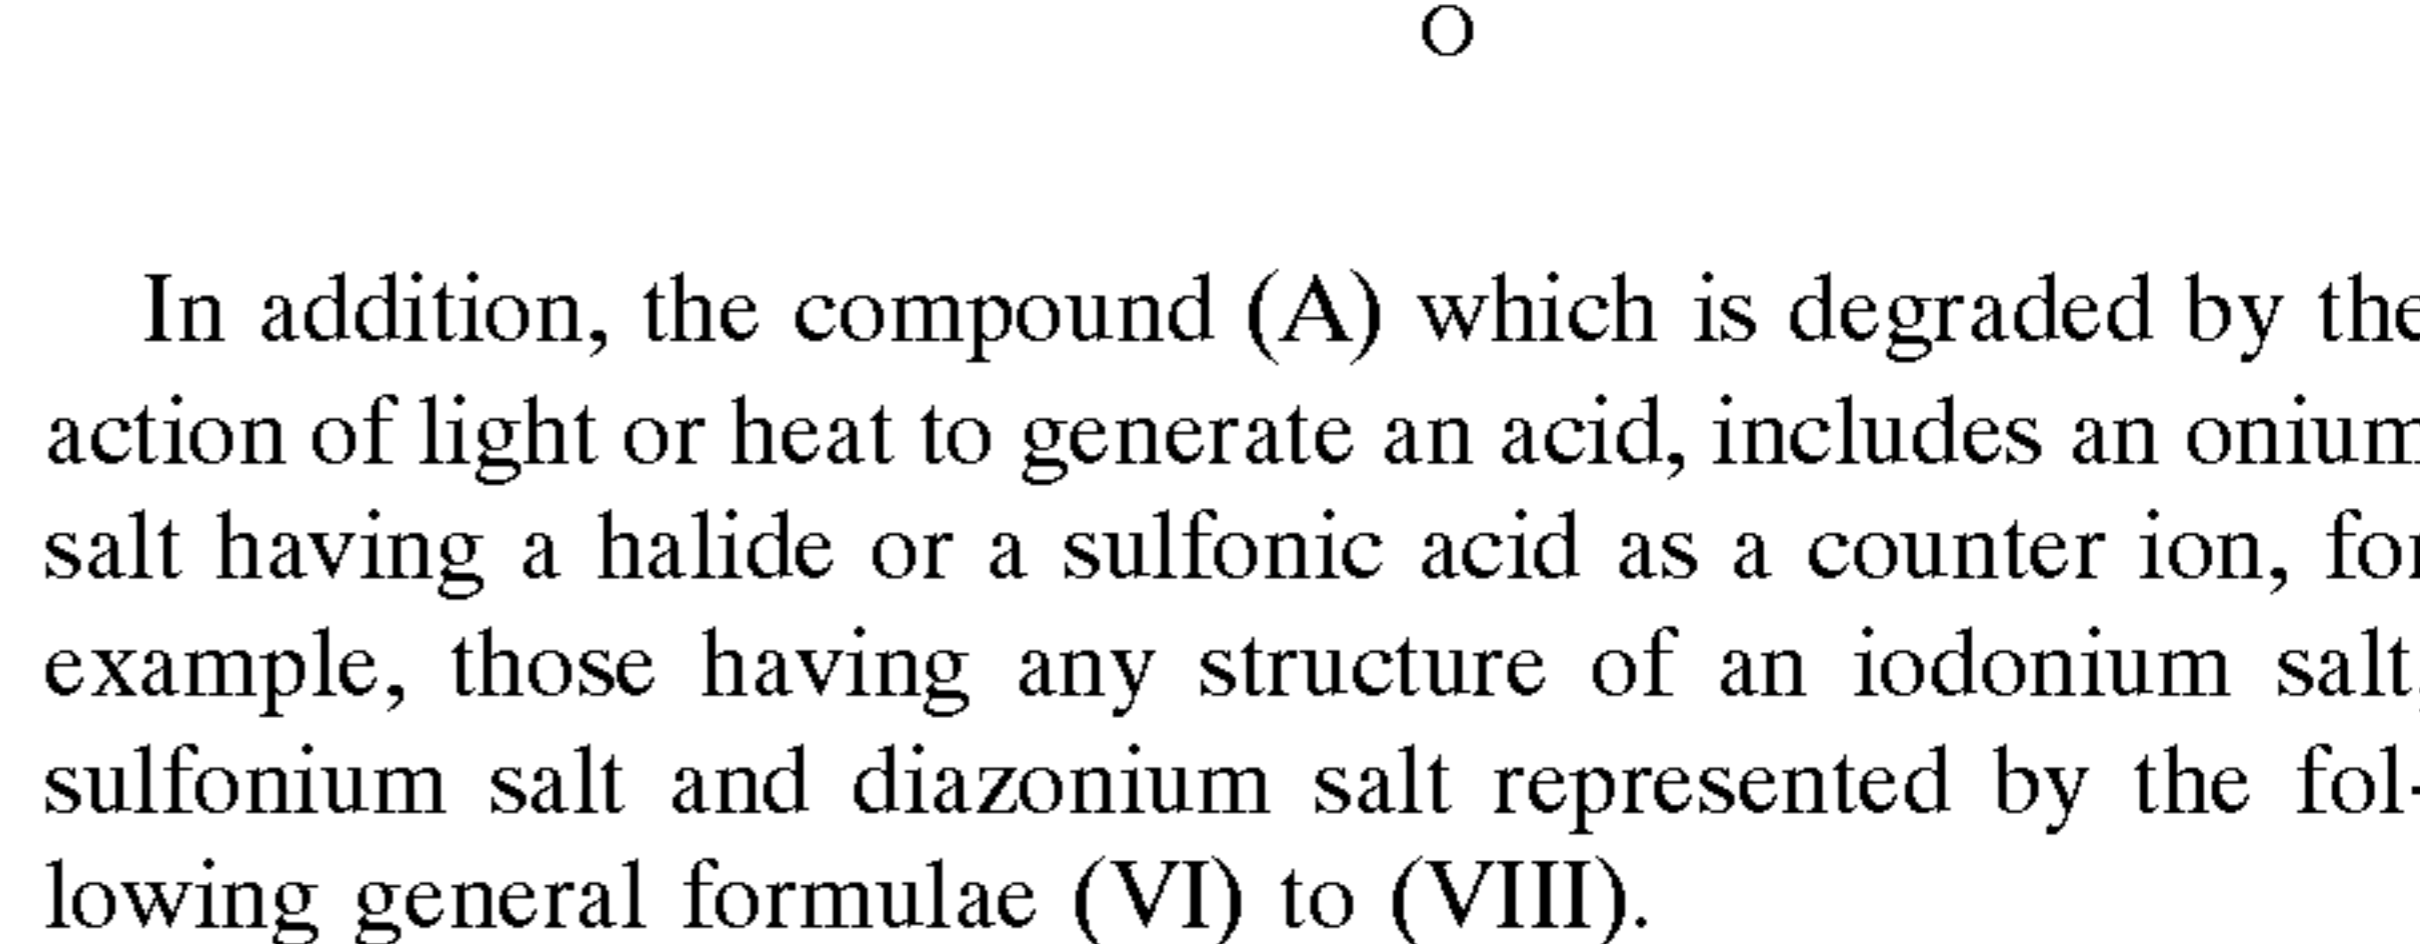 O
In addition, the compound (A) which is degraded by the
action of light or heat to generate an acid, includes an onium
salt having a halide or a sulfonic acid as a counter ion, for
example, those having any structure of an iodonium salt,
sulfonium salt and diazonium salt represented by the fol-
lowing general formulae (VI) to (VIII).